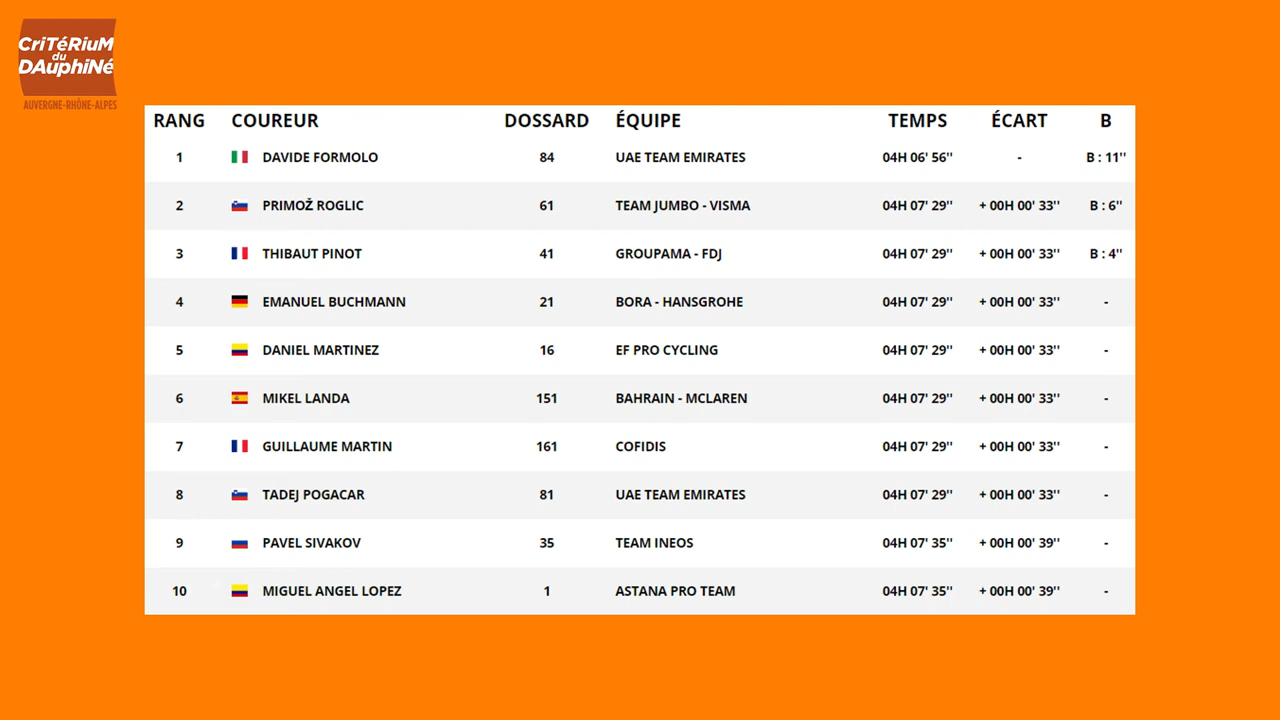 CriTéRiuM
du
DAuphiNé
AUVERGNE-RHÔNE-ALPES
RANG COUREUR DOSSARD ÉQUIPE TEMPS ÉCART B
1 DAVIDE FORMOLO 84 UAE TEAM EMIRATES 04H 06' 56'' - B : 11''
2 PRIMOŽ ROGLIC 61 TEAM JUMBO - VISMA 04H 07' 29'' + 00H 00' 33'' B : 6''
3 THIBAUT PINOT 41 GROUPAMA - FDJ 04H 07' 29'' + 00H 00' 33'' B : 4''
4 EMANUEL BUCHMANN 21 BORA - HANSGROHE 04H 07' 29'' + 00H 00' 33'' -
5 DANIEL MARTINEZ 16 EF PRO CYCLING 04H 07' 29'' + 00H 00' 33'' -
6 MIKEL LANDA 151 BAHRAIN - MCLAREN 04H 07' 29'' + 00H 00' 33'' -
7 GUILLAUME MARTIN 161 COFIDIS 04H 07' 29'' + 00H 00' 33'' -
8 TADEJ POGACAR 81 UAE TEAM EMIRATES 04H 07' 29'' + 00H 00' 33'' -
9 PAVEL SIVAKOV 35 TEAM INEOS 04H 07' 35'' + 00H 00' 39'' -
10 MIGUEL ANGEL LOPEZ 1 ASTANA PRO TEAM 04H 07' 35'' + 00H 00' 39'' -